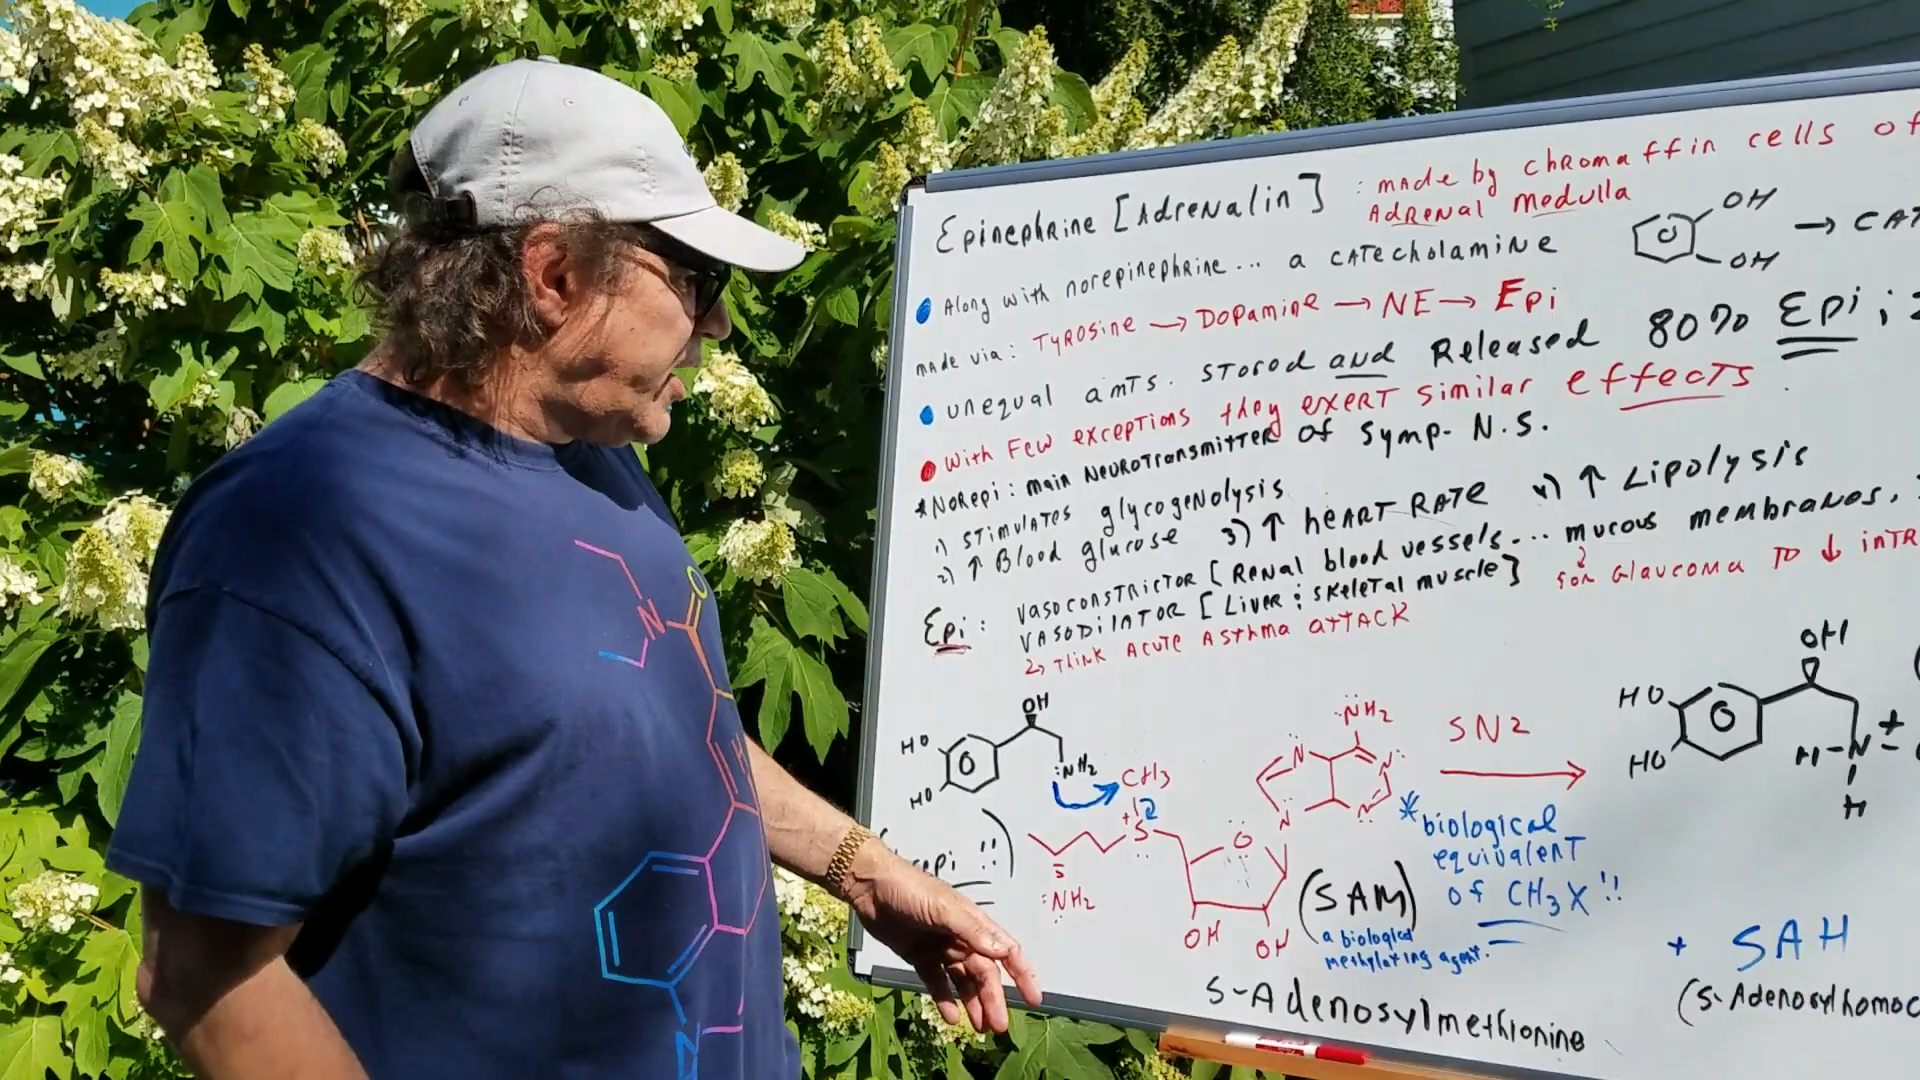 Epinephrine [Adrenalin] : made by chromaffin cells of
Adrenal medulla
Along with norepinephrine... a catecholamine
OH
OH
→ CAT
made via: Tyrosine → Dopamine → NE → Epi
unequal amts. stored and Released 80% Epi ;
With Few exceptions they exert similar effects.
*Norepi: main Neurotransmitter of Symp. N.S.
1) stimulates glycogenolysis
2) ↑ Blood glucose 3) ↑ heart Rate 4) ↑ Lipolysis
Epi: vasoconstrictor [Renal blood vessels... mucous membranes,
vasodilator [Liver ; skeletal muscle]
for Glaucoma to ↓ intr
Think Acute Asthma attack
OH
HO
HO
:NH2
CH3
+
S
:NH2
O
OH
OH
N
N
N
N
:NH2
SN2
OH
HO
HO
H-N-
+
H
epi !!)
(SAM)
a biological
methylating agent.
*biological
equivalent
of CH3X !!
+ SAH
S-Adenosylmethionine
(S-Adenosylhomoc